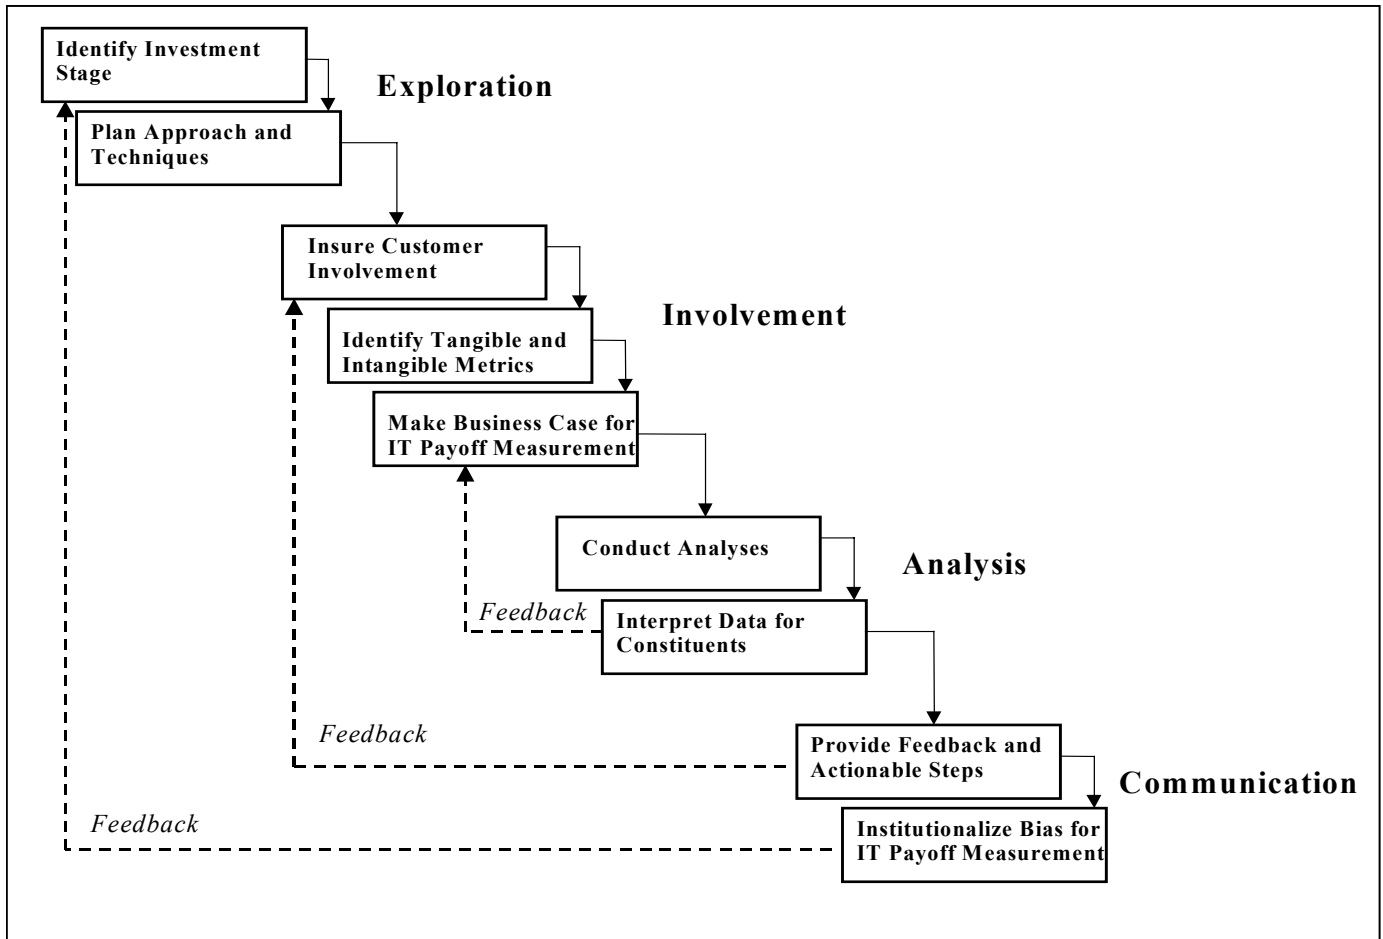 Identify Investment
Stage
Exploration
Plan Approach and
Techniques
Insure Customer
Involvement
Involvement
Identify Tangible and
Intangible Metrics
Make Business Case for
IT Payoff Measurement
Conduct Analyses
Analysis
Feedback
Interpret Data for
Constituents
Feedback
Provide Feedback and
Actionable Steps
Communication
Feedback
Institutionalize Bias for
IT Payoff Measurement